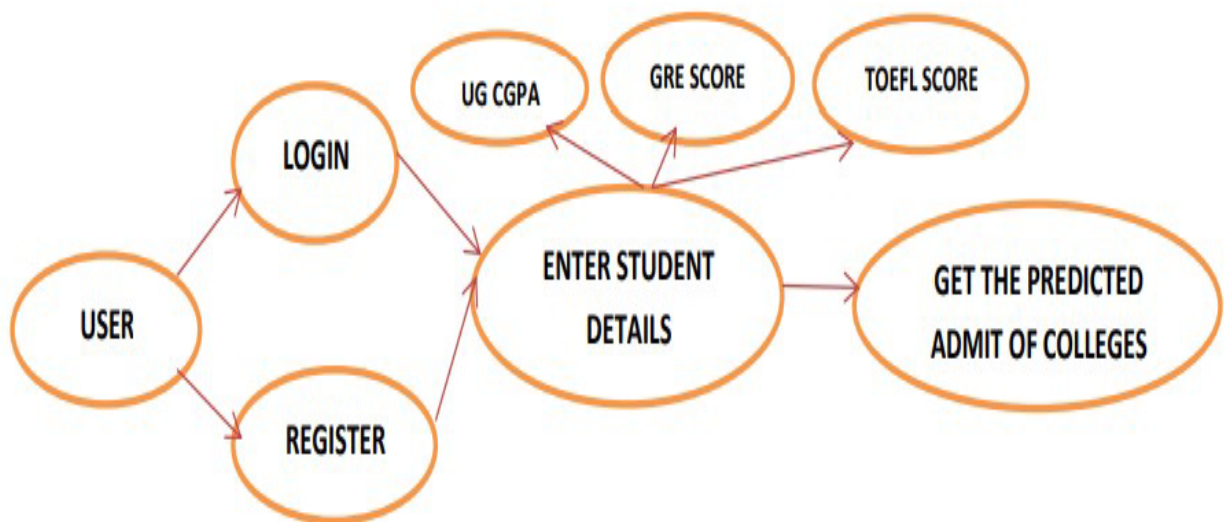 UG CGPA
GRE SCORE
TOEFL SCORE
LOGIN
USER
REGISTER
ENTER STUDENT
DETAILS
GET THE PREDICTED
ADMIT OF COLLEGES